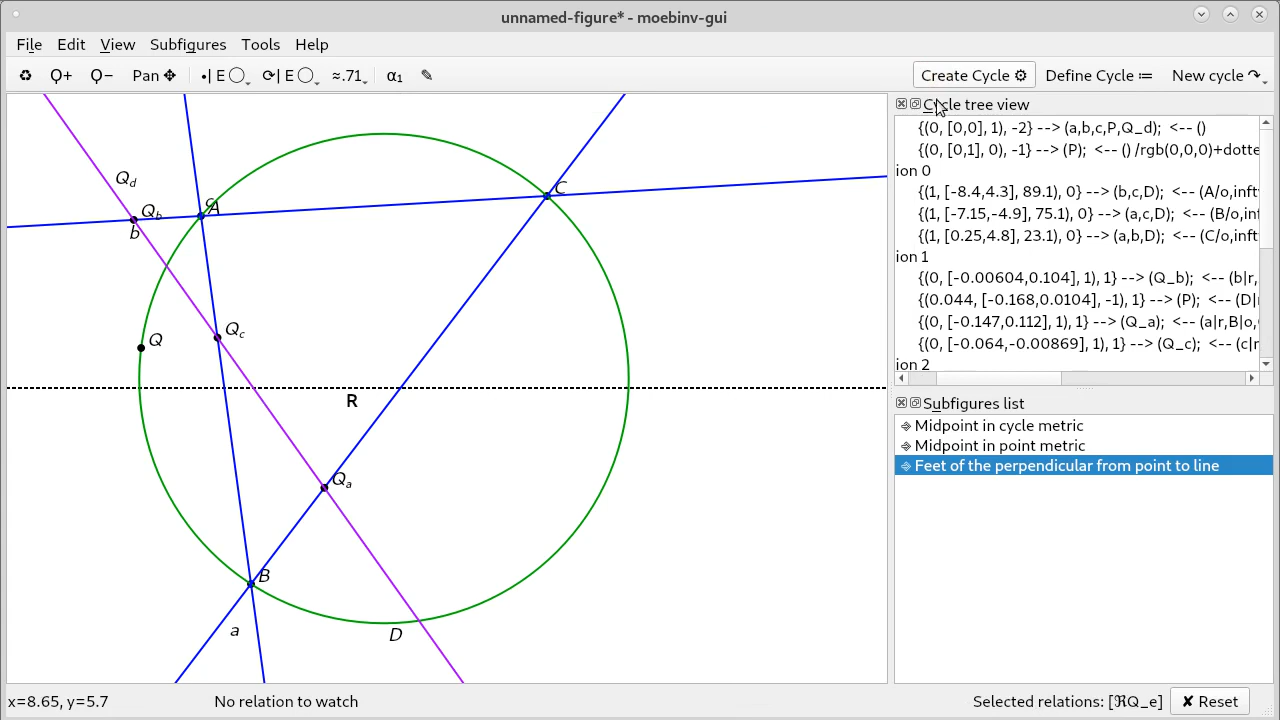 unnamed-figure* - moebinv-gui
File Edit View Subfigures Tools Help
Pan ✥ •| E ◯ ⟳| E ◯ ≈.71 α₁ ✎ Create Cycle ⚙ Define Cycle ≔ New cycle ↷
Cycle tree view
{(0, [0,0], 1), -2} --> (a,b,c,P,Q_d); <-- ()
{(0, [0,1], 0), -1} --> (P); <-- () /rgb(0,0,0)+dotte
ion 0
{(1, [-8.4,4.3], 89.1), 0} --> (b,c,D); <-- (A/o,inft
{(1, [-7.15,-4.9], 75.1), 0} --> (a,c,D); <-- (B/o,inf
{(1, [0.25,4.8], 23.1), 0} --> (a,b,D); <-- (C/o,inft
ion 1
{(0, [-0.00604,0.104], 1), 1} --> (Q_b); <-- (b|r,
{(0.044, [-0.168,0.0104], -1), 1} --> (P); <-- (D|r
{(0, [-0.147,0.112], 1), 1} --> (Q_a); <-- (a|r,B|o,
{(0, [-0.064,-0.00869], 1), 1} --> (Q_c); <-- (c|r
ion 2
Subfigures list
Midpoint in cycle metric
Midpoint in point metric
Feet of the perpendicular from point to line
Q_d
Q_b
b
A
C
Q
Q_c
R
Q_a
B
a
D
x=8.65, y=5.7 No relation to watch Selected relations: [ℜQ_e] ✘ Reset